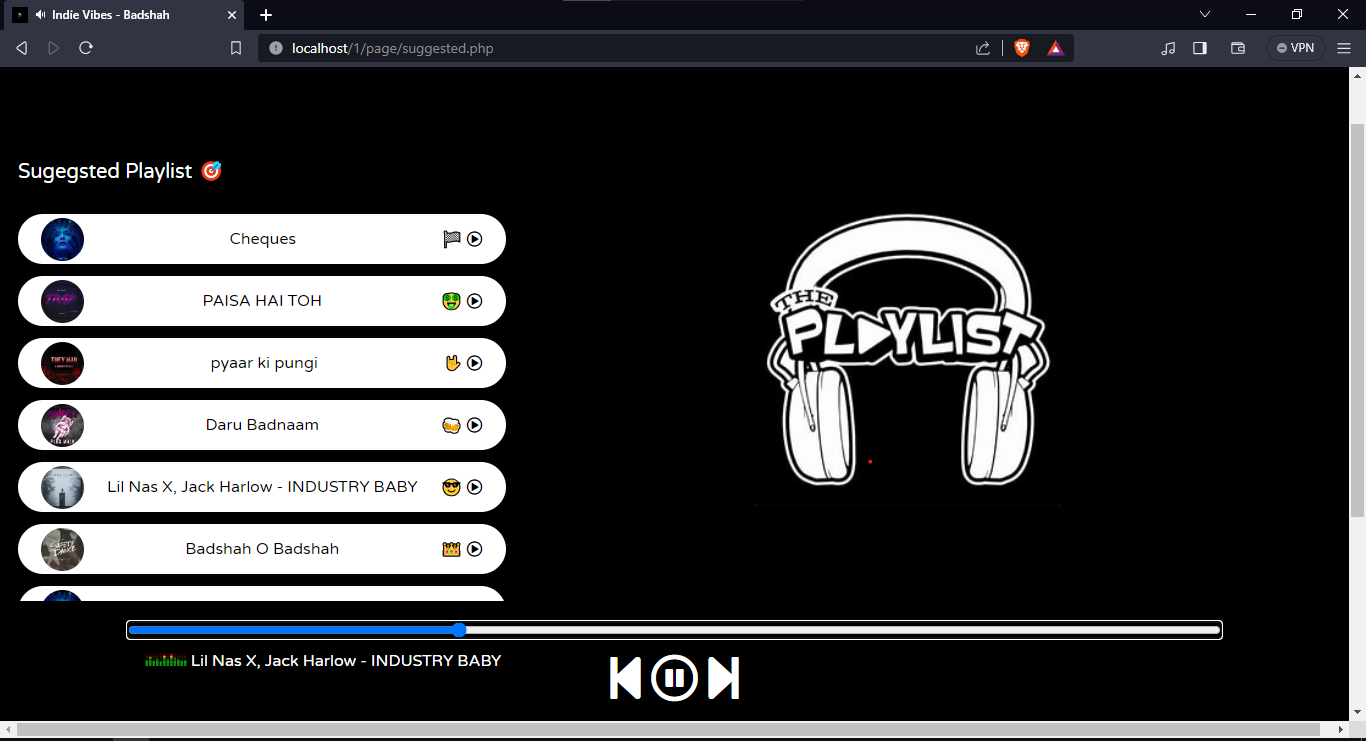 Indie Vibes - Badshah
localhost/1/page/suggested.php
VPN
Sugegsted Playlist 🎯
Cheques
PAISA HAI TOH
pyaar ki pungi
Daru Badnaam
Lil Nas X, Jack Harlow - INDUSTRY BABY
Badshah O Badshah
THE
PLAYLIST
Lil Nas X, Jack Harlow - INDUSTRY BABY